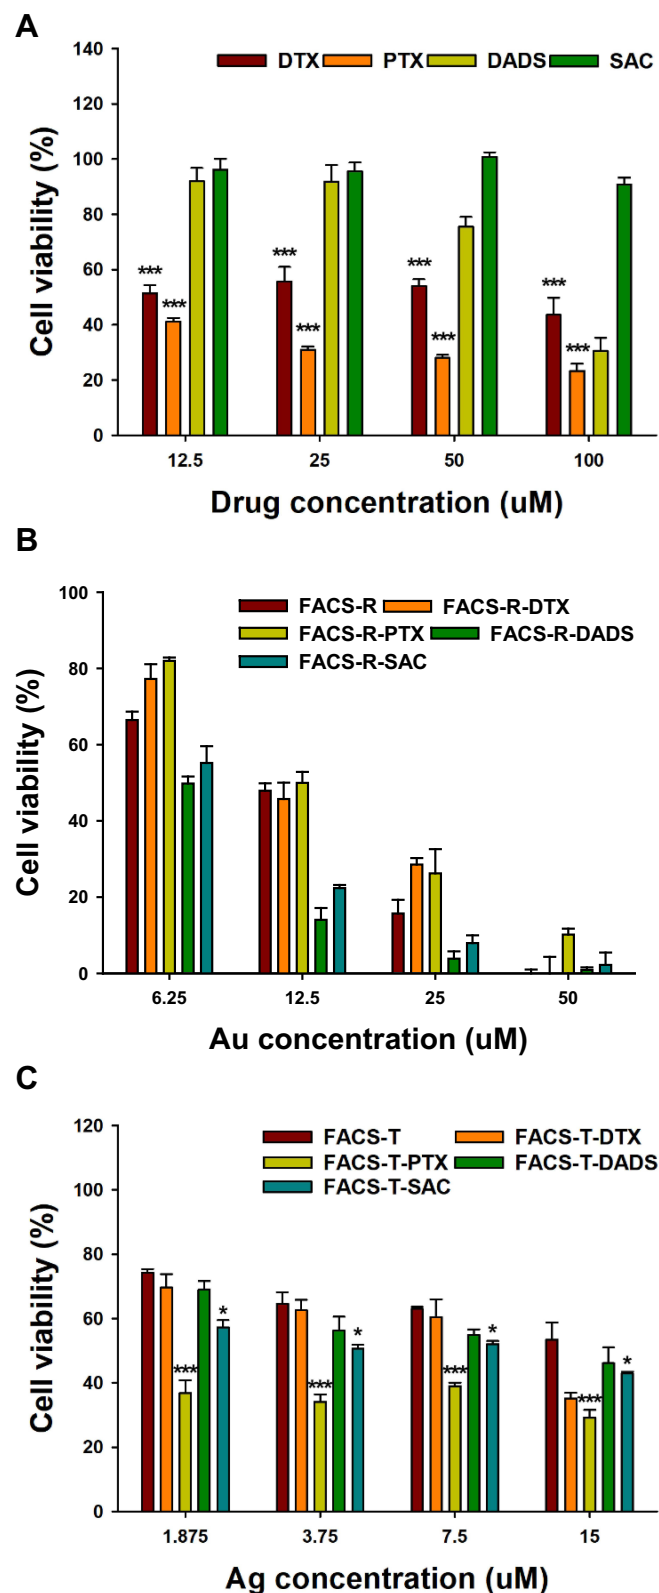 A
DTX PTX DADS SAC
140
120
100
80
60
40
20
0
Cell viability (%)
*** *** *** *** *** *** *** ***
12.5 25 50 100
Drug concentration (uM)
B
FACS-R FACS-R-DTX
FACS-R-PTX FACS-R-DADS
FACS-R-SAC
100
80
60
40
20
0
Cell viability (%)
6.25 12.5 25 50
Au concentration (uM)
C
FACS-T FACS-T-DTX
FACS-T-PTX FACS-T-DADS
FACS-T-SAC
120
100
80
60
40
20
0
Cell viability (%)
*** * *** * *** * *** *
1.875 3.75 7.5 15
Ag concentration (uM)